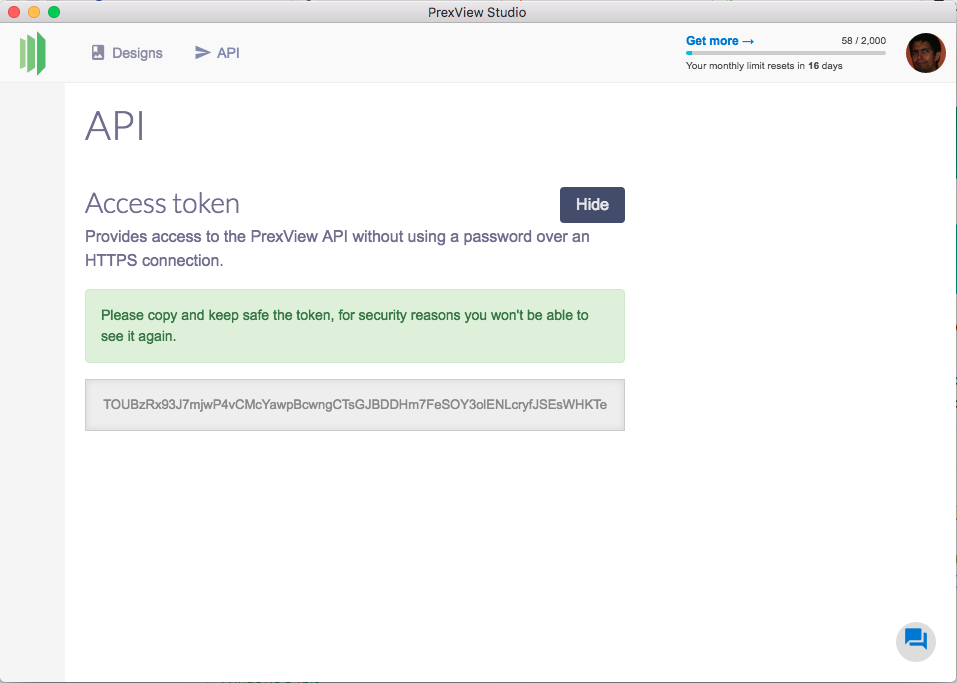 PrexView Studio
Designs
API
Get more →
58 / 2,000
Your monthly limit resets in 16 days
API
Access token
Hide
Provides access to the PrexView API without using a password over an
HTTPS connection.
Please copy and keep safe the token, for security reasons you won't be able to
see it again.
TOUBzRx93J7mjwP4vCMcYawpBcwngCTsGJBDDHm7FeSOY3olENLcryfJSEsWHKTe